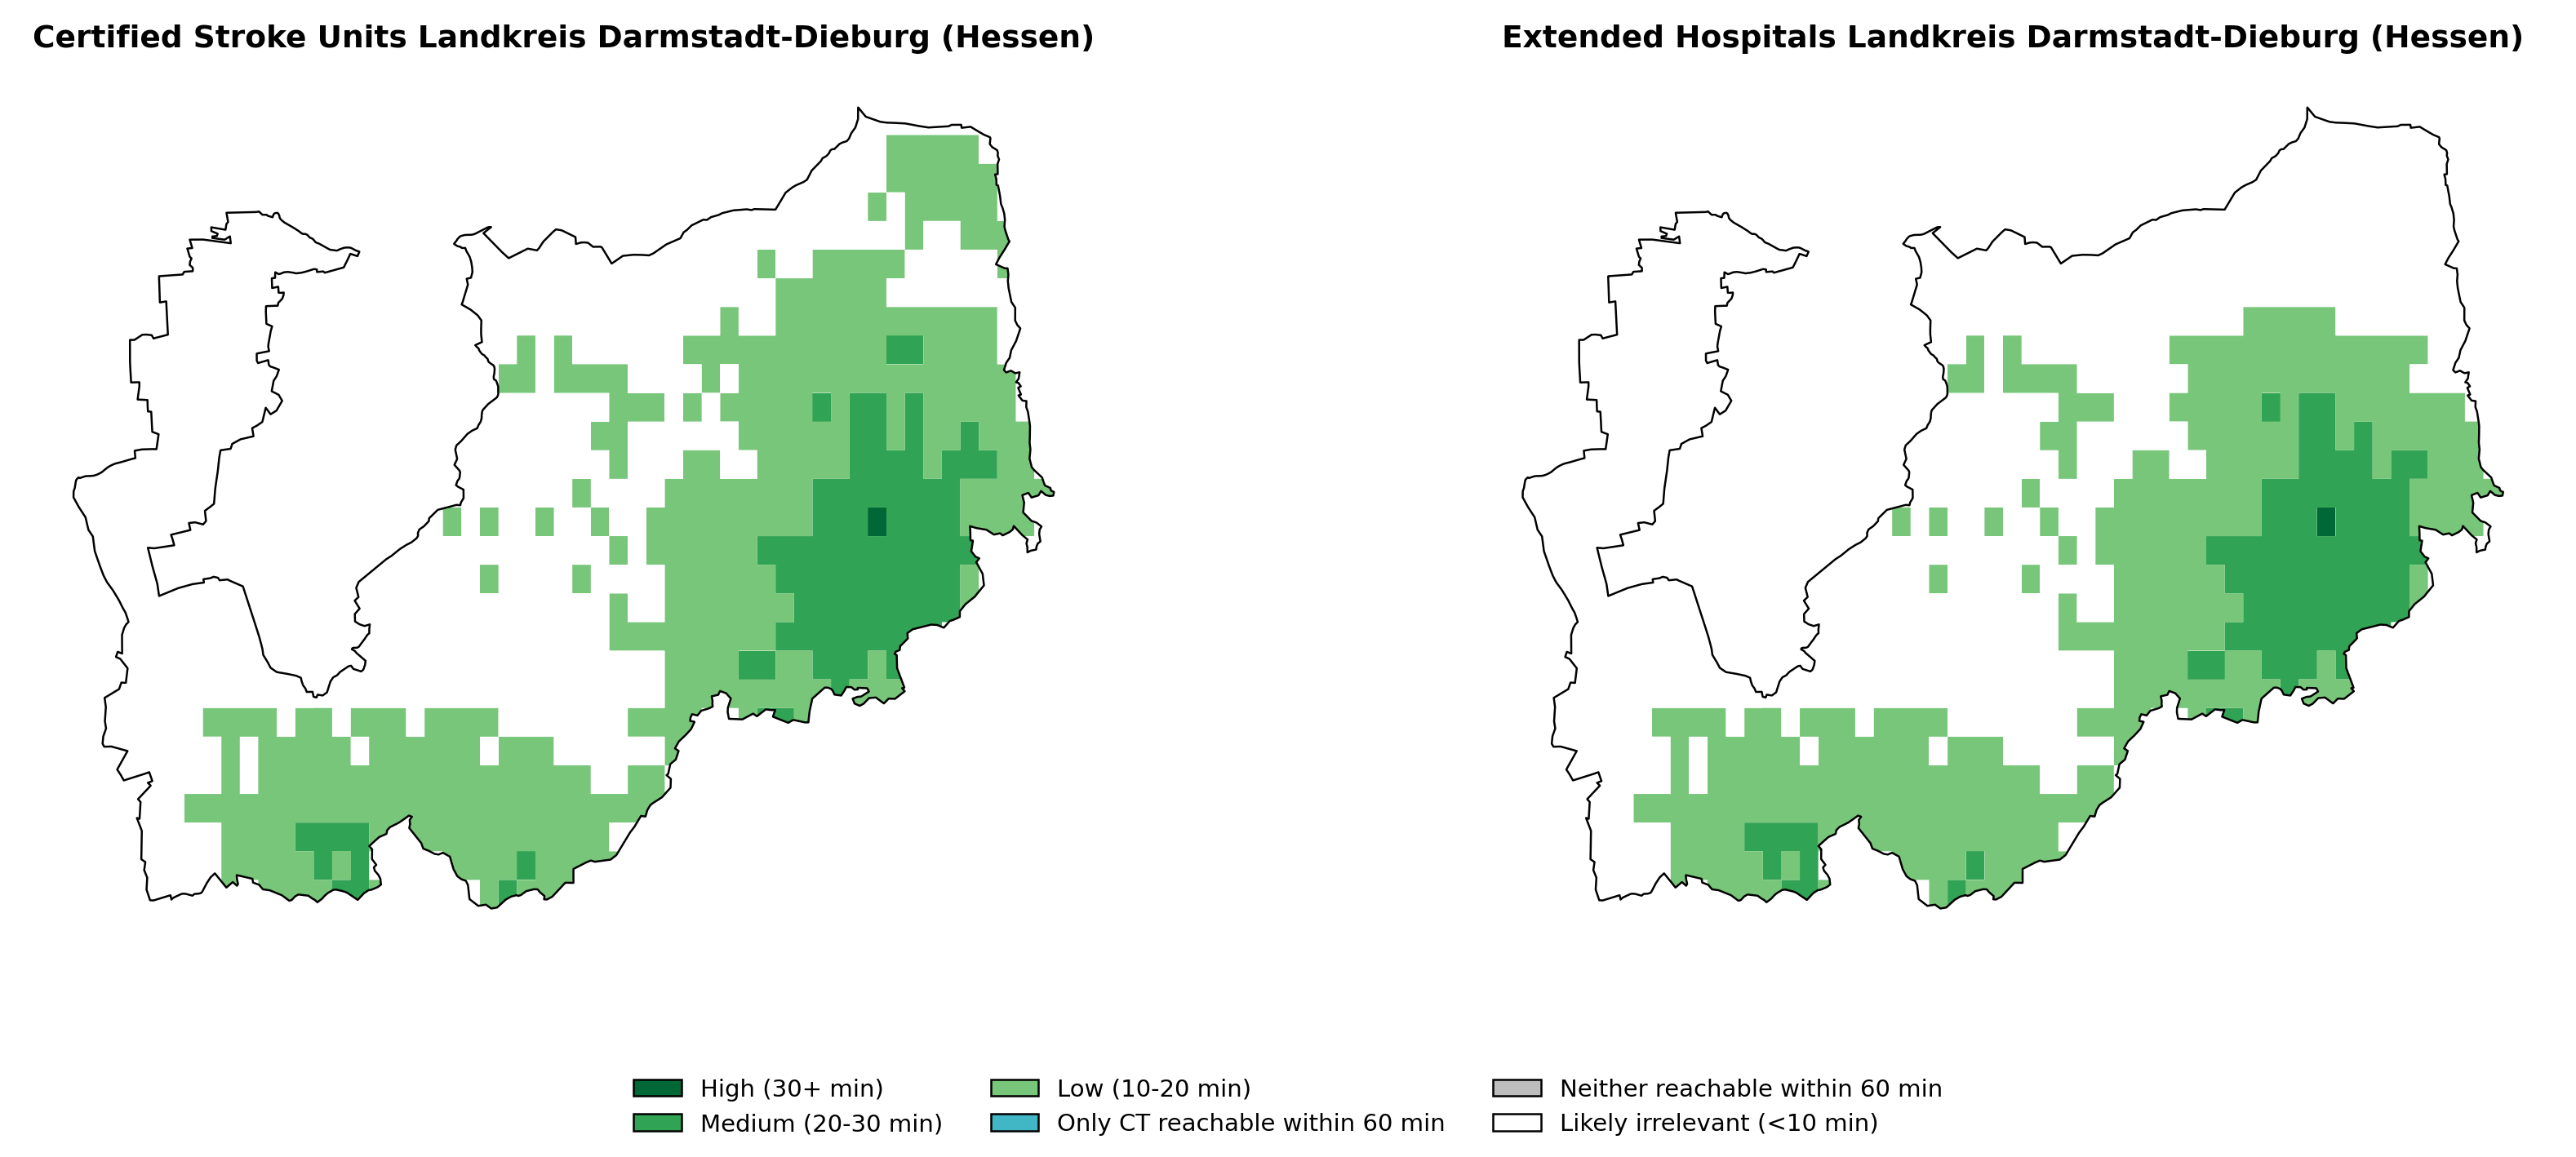 Certified Stroke Units Landkreis Darmstadt-Dieburg (Hessen)
Extended Hospitals Landkreis Darmstadt-Dieburg (Hessen)
High (30+ min)
Medium (20-30 min)
Low (10-20 min)
Only CT reachable within 60 min
Neither reachable within 60 min
Likely irrelevant (<10 min)